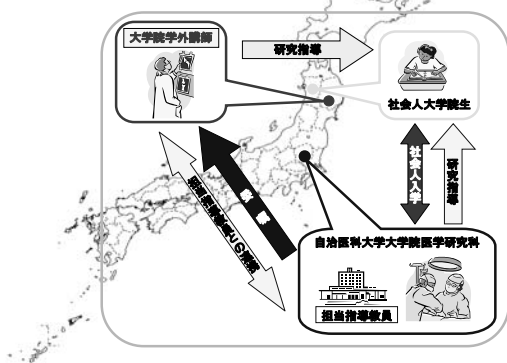 大学院学外講師
研究指導
社会人大学院生
社会人入学
研究指導
自治医科大学大学院医学研究科
担当指導教員